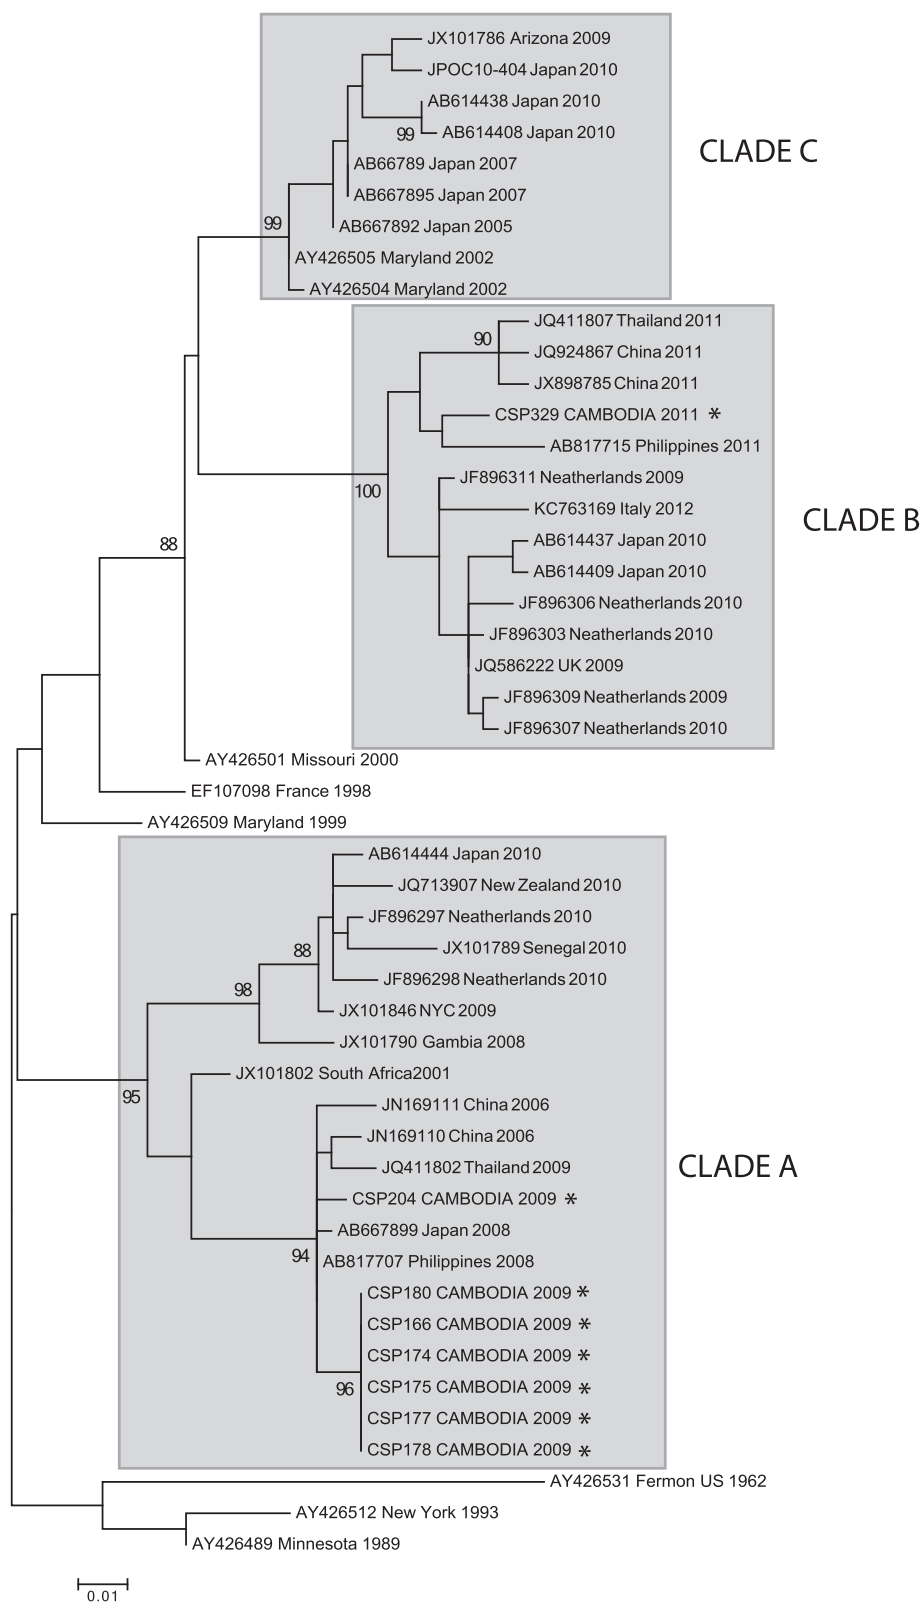 JX101786 Arizona 2009
JPOC10-404 Japan 2010
AB614438 Japan 2010
99
AB614408 Japan 2010
CLADE C
AB66789 Japan 2007
AB667895 Japan 2007
99
AB667892 Japan 2005
AY426505 Maryland 2002
AY426504 Maryland 2002
JQ411807 Thailand 2011
90
JQ924867 China 2011
JX898785 China 2011
CSP329 CAMBODIA 2011 *
AB817715 Philippines 2011
JF896311 Neatherlands 2009
100
KC763169 Italy 2012
CLADE B
AB614437 Japan 2010
88
AB614409 Japan 2010
JF896306 Neatherlands 2010
JF896303 Neatherlands 2010
JQ586222 UK 2009
JF896309 Neatherlands 2009
JF896307 Neatherlands 2010
AY426501 Missouri 2000
EF107098 France 1998
AY426509 Maryland 1999
AB614444 Japan 2010
JQ713907 New Zealand 2010
JF896297 Neatherlands 2010
88
JX101789 Senegal 2010
JF896298 Neatherlands 2010
98
JX101846 NYC 2009
JX101790 Gambia 2008
JX101802 South Africa2001
95
JN169111 China 2006
JN169110 China 2006
JQ411802 Thailand 2009
CLADE A
CSP204 CAMBODIA 2009 *
AB667899 Japan 2008
94
AB817707 Philippines 2008
CSP180 CAMBODIA 2009 *
CSP166 CAMBODIA 2009 *
CSP174 CAMBODIA 2009 *
96
CSP175 CAMBODIA 2009 *
CSP177 CAMBODIA 2009 *
CSP178 CAMBODIA 2009 *
AY426531 Fermon US 1962
AY426512 New York 1993
AY426489 Minnesota 1989
0.01